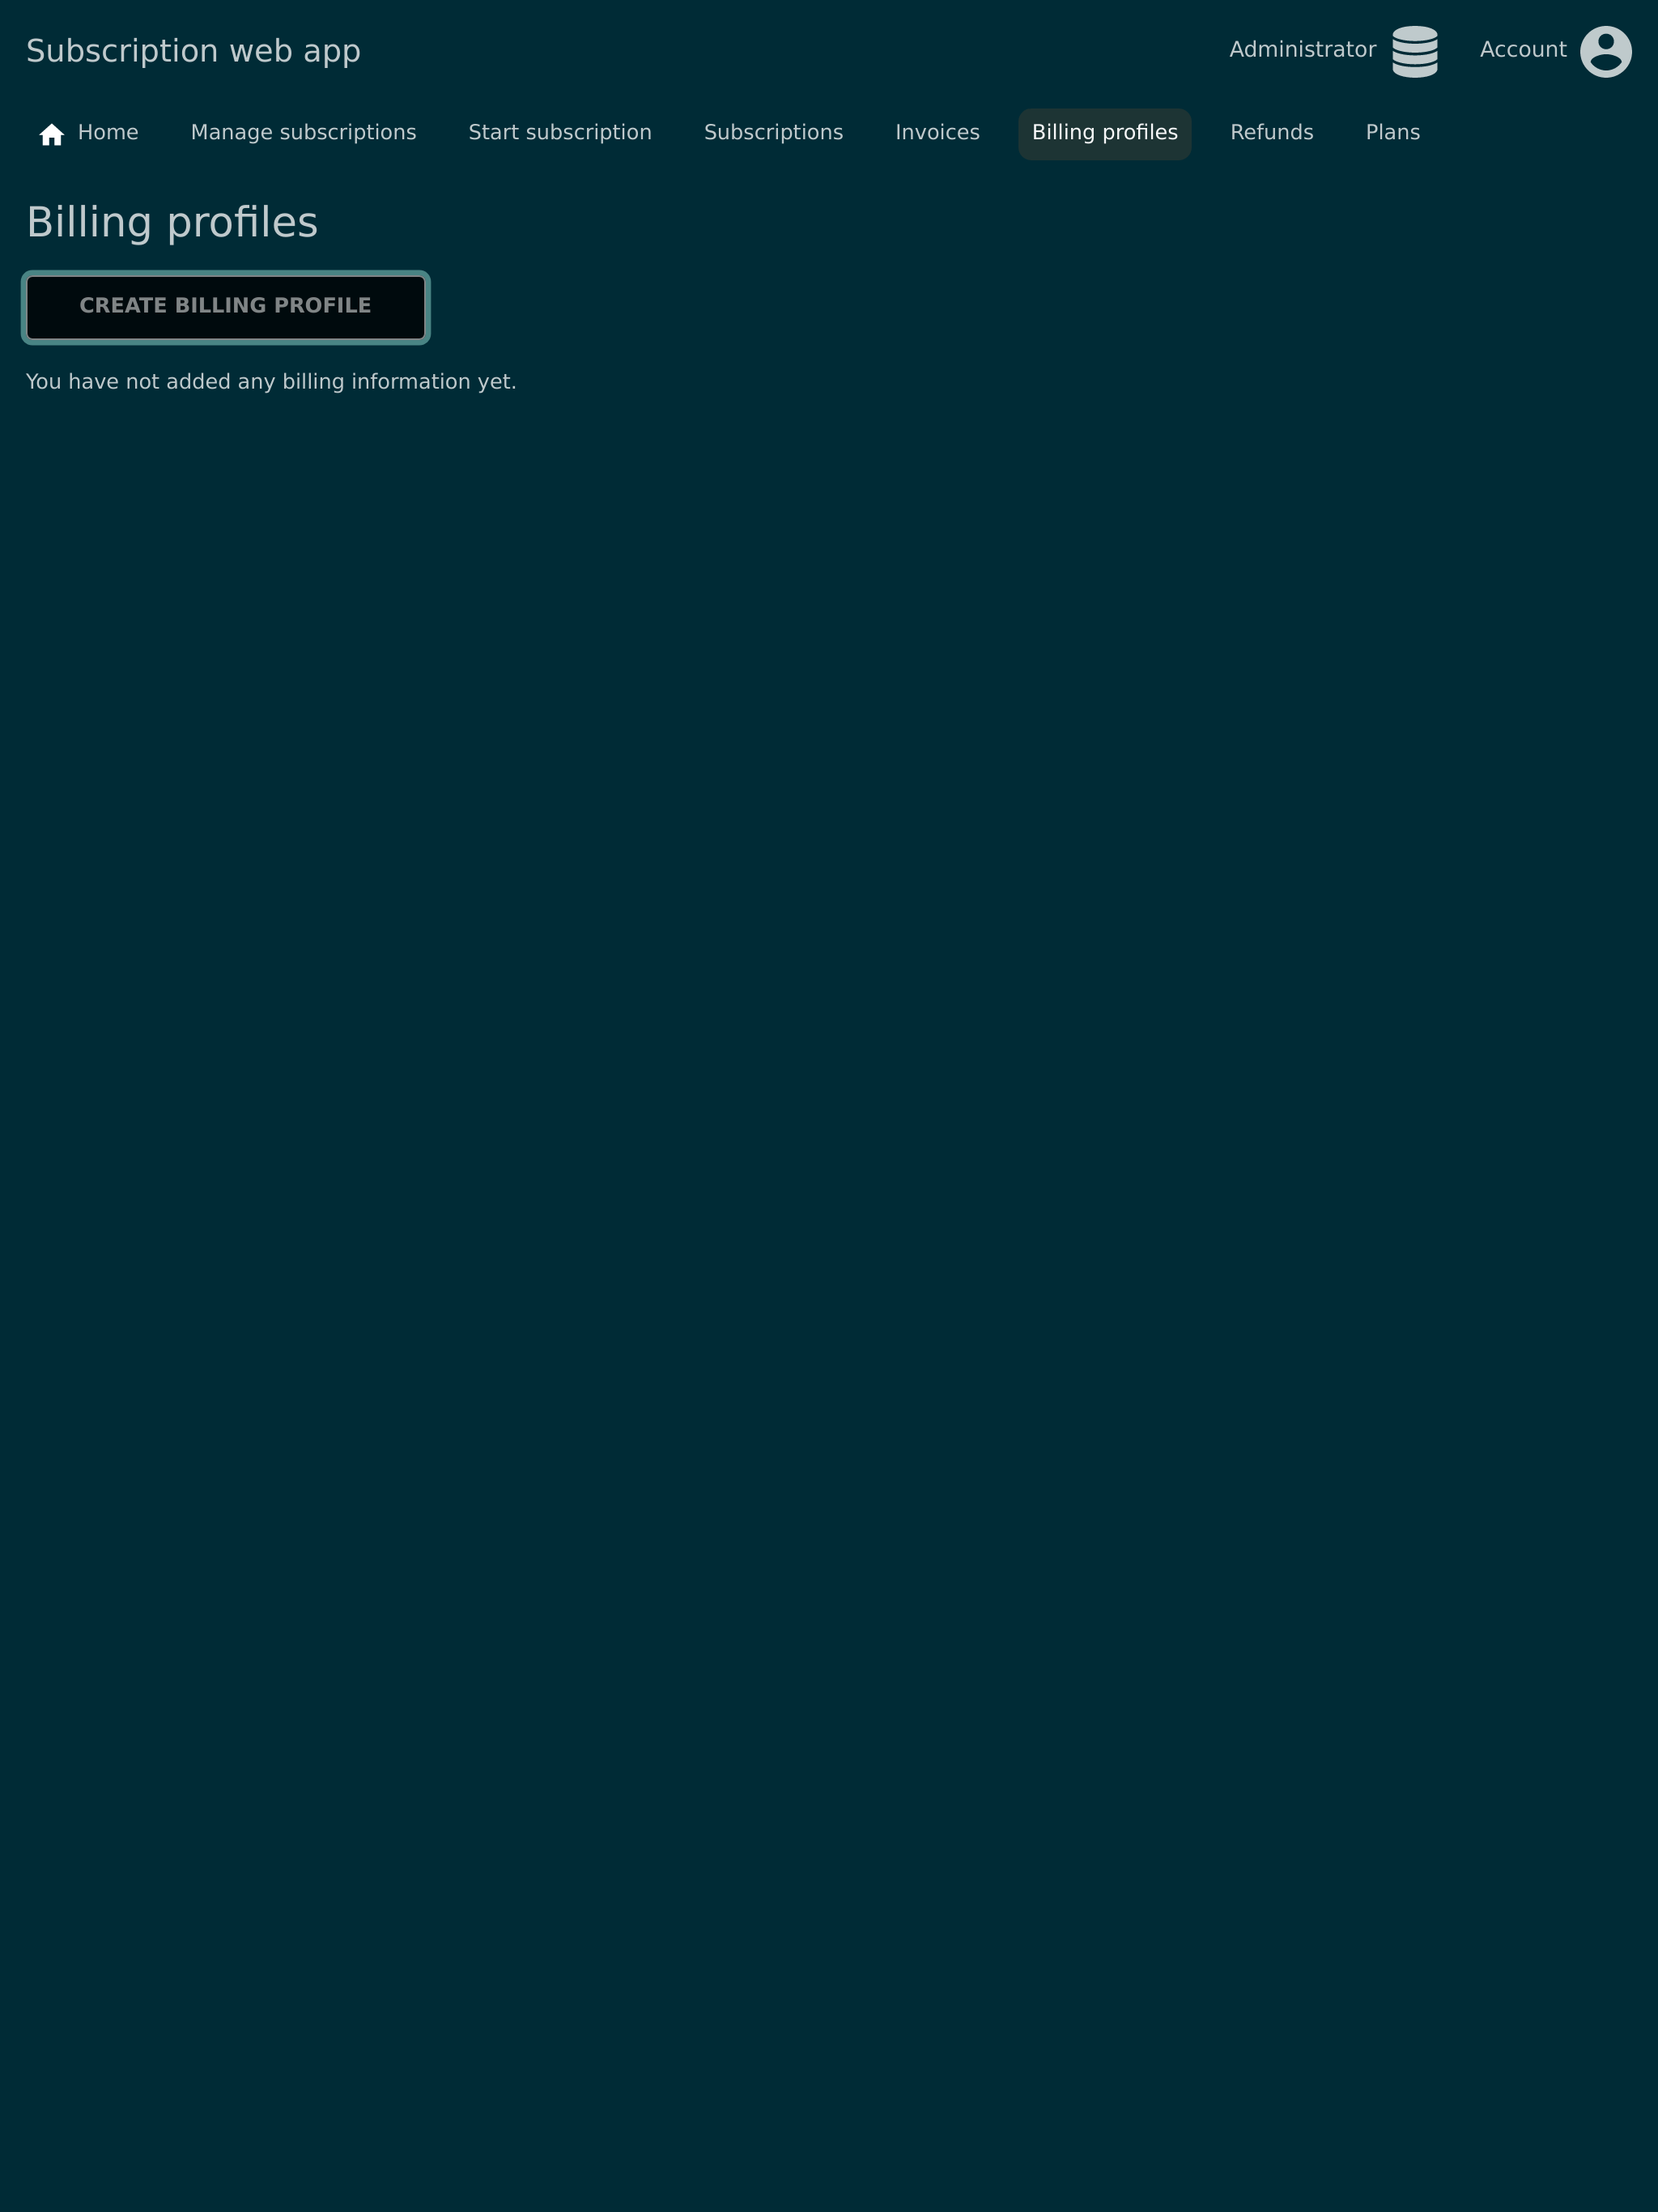 Subscription web app
Administrator
Account
Home
Manage subscriptions
Start subscription
Subscriptions
Invoices
Billing profiles
Refunds
Plans
Billing profiles
CREATE BILLING PROFILE
You have not added any billing information yet.